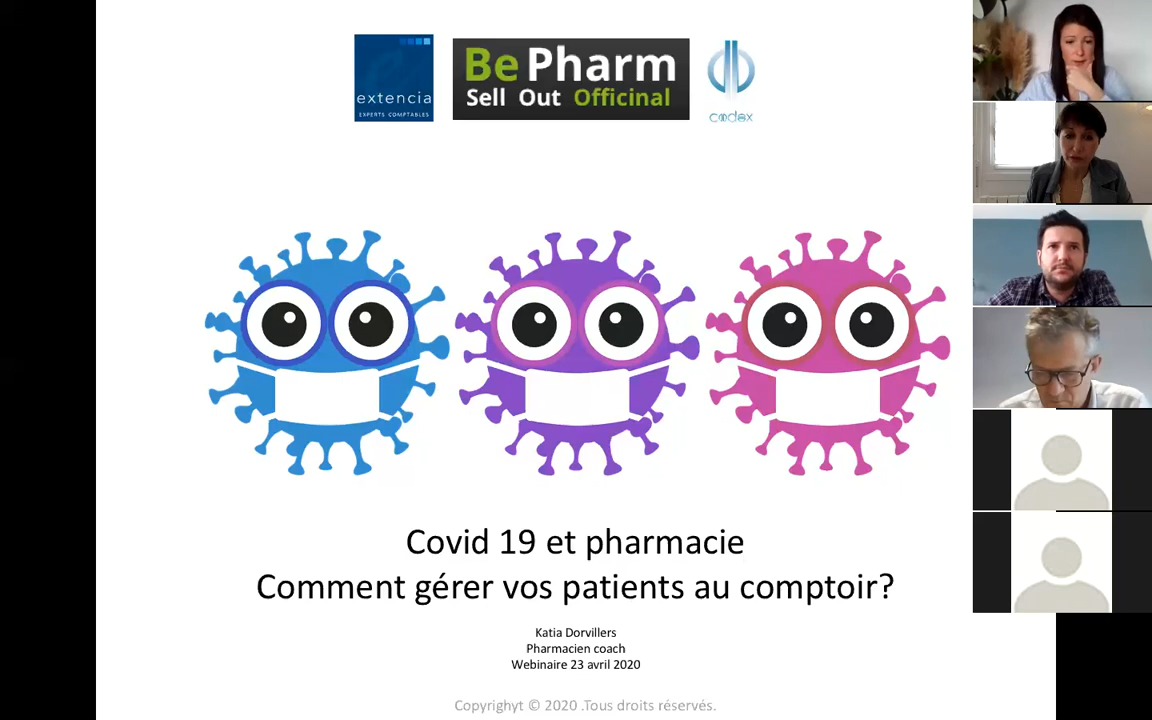 extencia
EXPERTS COMPTABLES
Be Pharm
Sell Out Officinal
codex
Covid 19 et pharmacie
Comment gérer vos patients au comptoir?
Katia Dorvillers
Pharmacien coach
Webinaire 23 avril 2020
Copyrighyt © 2020 .Tous droits réservés.